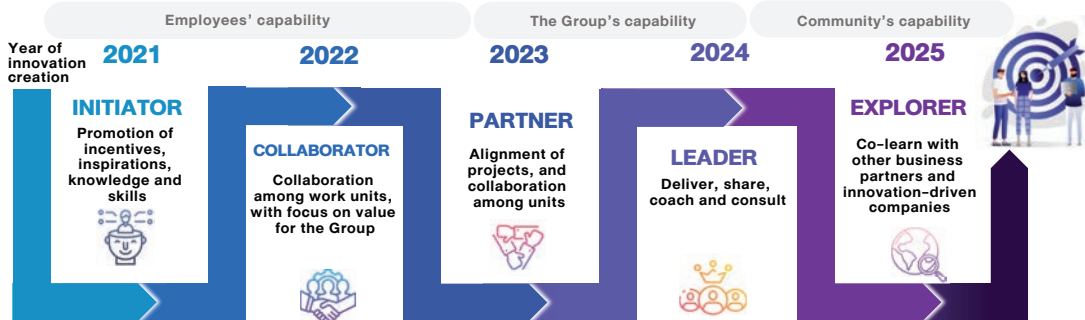 Employees' capability
The Group's capability
Community's capability
Year of
innovation
creation
2021
2022
2023
2024
2025
INITIATOR
Promotion of
incentives,
inspirations,
knowledge and
skills
COLLABORATOR
Collaboration
among work units,
with focus on value
for the Group
PARTNER
Alignment of
projects, and
collaboration
among units
LEADER
Deliver, share,
coach and consult
EXPLORER
Co-learn with
other business
partners and
innovation-driven
companies